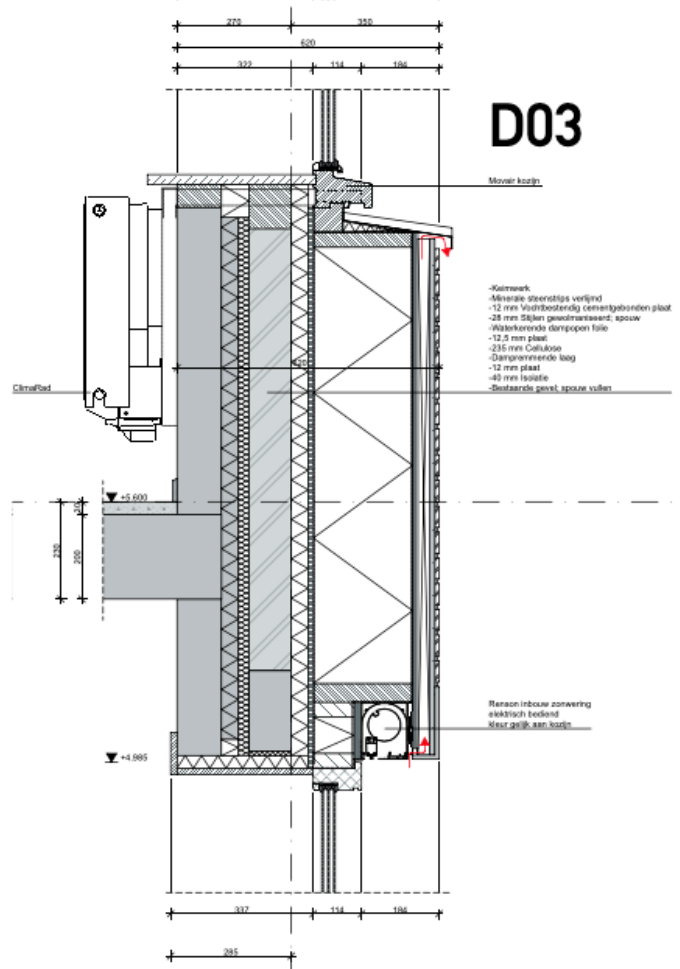 270
350
620
322
114
184
D03
Movair kozijn
-Keimwerk
-Minerale steenstrips verlijmd
-12 mm Vochtbestendig cementgebonden plaat
-28 mm Stijlen gewolmaniseerd; spouw
-Waterkerende dampopen folie
-12,5 mm plaat
-235 mm Cellulose
-Dampremmende laag
-12 mm plaat
-40 mm Isolatie
-Bestaande gevel; spouw vullen
ClimaRad
+5.600
30
230
200
Renson inbouw zonwering
elektrisch bediend
kleur gelijk aan kozijn
+4.985
337
114
184
285